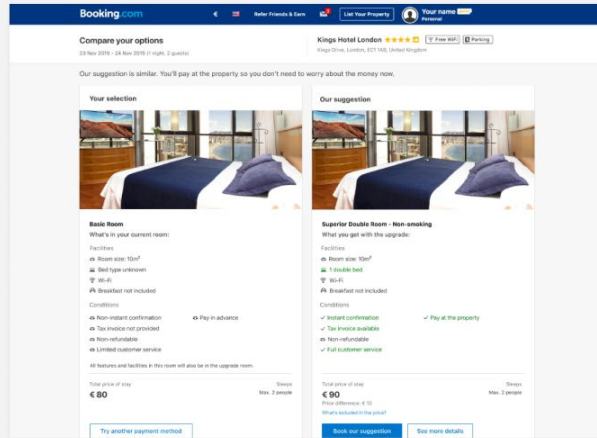 Booking.com
€ Refer Friends & Earn List Your Property Your name
Personal
Compare your options
23 Nov 2019 - 24 Nov 2019 (1 night, 2 guests)
Kings Hotel London Free WiFi Parking
Kings Drive, London, EC1 1AB, United Kingdom
Our suggestion is similar. You'll pay at the property so you don't need to worry about the money now.
Your selection
Basic Room
What's in your current room:
Facilities
Room size: 10m²
Bed type unknown
Wi-Fi
Breakfast not included
Conditions
Non-instant confirmation Pay in advance
Tax invoice not provided
Non-refundable
Limited customer service
All features and facilities in this room will also be in the upgrade room.
Total price of stay Sleeps
€ 80 Max. 2 people
Try another payment method
Our suggestion
Superior Double Room - Non-smoking
What you get with the upgrade:
Facilities
Room size: 10m²
1 double bed
Wi-Fi
Breakfast not included
Conditions
Instant confirmation Pay at the property
Tax invoice available
Non-refundable
Full customer service
Total price of stay Sleeps
€ 90 Max. 2 people
Price difference: € 10
What's included in the price?
Book our suggestion See more details